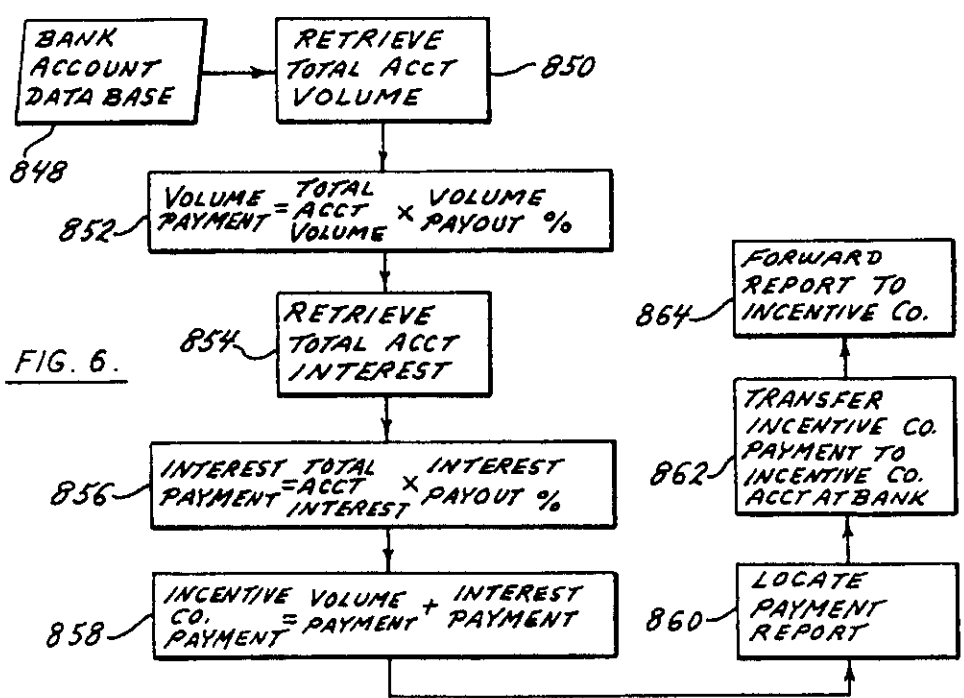 BANK
ACCOUNT
DATA BASE
848
RETRIEVE
TOTAL ACCT
VOLUME
850
VOLUME PAYMENT = TOTAL ACCT VOLUME × VOLUME PAYOUT %
852
RETRIEVE
TOTAL ACCT
INTEREST
854
FIG. 6.
INTEREST PAYMENT = TOTAL ACCT INTEREST × INTEREST PAYOUT %
856
INCENTIVE CO. PAYMENT = VOLUME PAYMENT + INTEREST PAYMENT
858
LOCATE
PAYMENT
REPORT
860
TRANSFER
INCENTIVE CO.
PAYMENT TO
INCENTIVE CO.
ACCT AT BANK
862
FORWARD
REPORT TO
INCENTIVE CO.
864